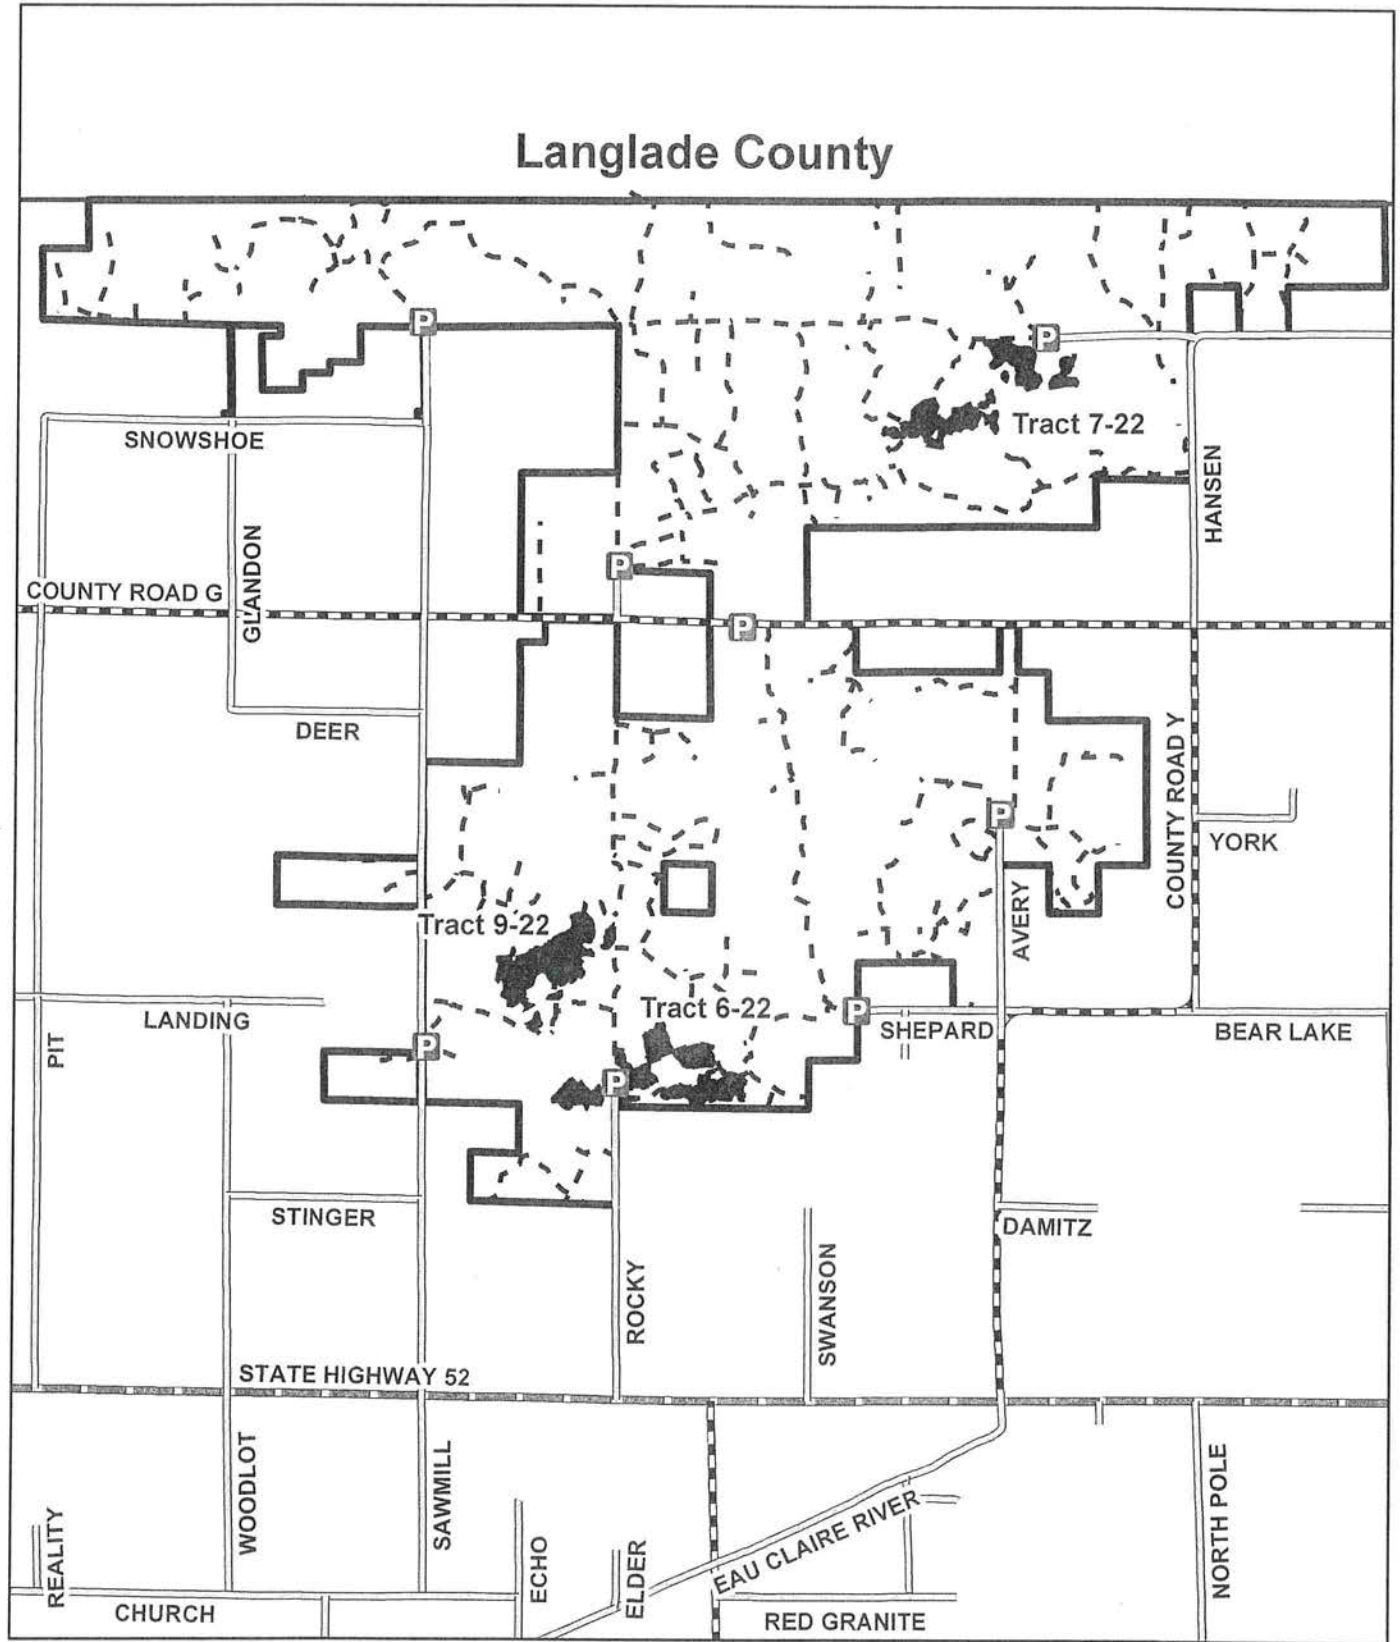 Langlade County
P
P
Tract 7-22
SNOWSHOE
HANSEN
GLANDON
P
COUNTY ROAD G
P
DEER
COUNTY ROAD Y
P
YORK
AVERY
Tract 9-22
Tract 6-22
P
LANDING
SHEPARD
BEAR LAKE
PIT
P
P
STINGER
DAMITZ
ROCKY
SWANSON
STATE HIGHWAY 52
WOODLOT
SAWMILL
NORTH POLE
REALITY
ECHO
ELDER
EAU CLAIRE RIVER
CHURCH
RED GRANITE